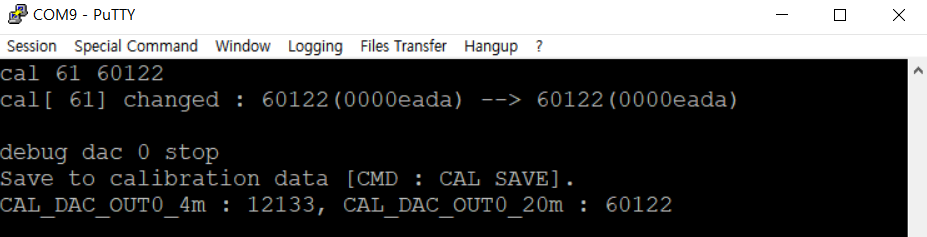 COM9 - PuTTY
Session Special Command Window Logging Files Transfer Hangup ?
cal 61 60122
cal[ 61] changed : 60122(0000eada) --> 60122(0000eada)
debug dac 0 stop
Save to calibration data [CMD : CAL SAVE].
CAL_DAC_OUT0_4m : 12133, CAL_DAC_OUT0_20m : 60122